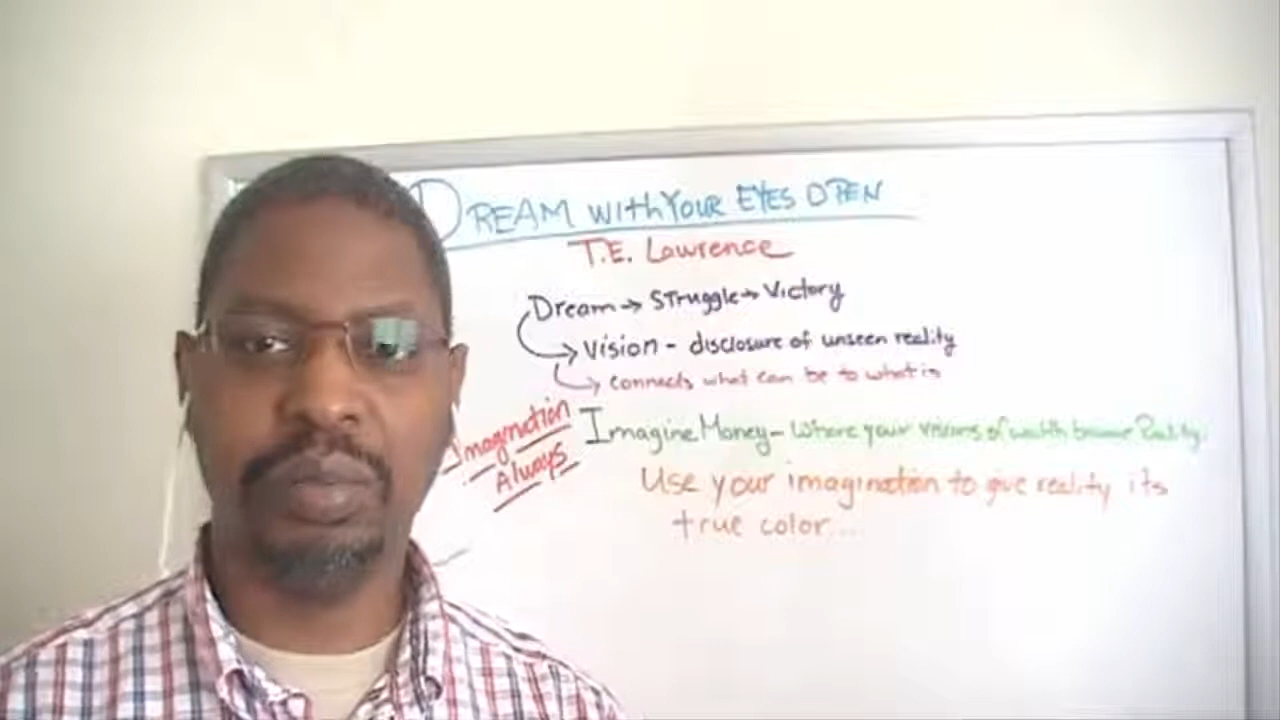 DREAM with YOUR EYES OPEN
T.E. Lawrence
Dream → Struggle → Victory
→ Vision - disclosure of unseen reality
→ Connects what can be to what is
Imagination
Always
Imagine Money - Where your visions of wealth become Reality.
Use your imagination to give reality its
true color....